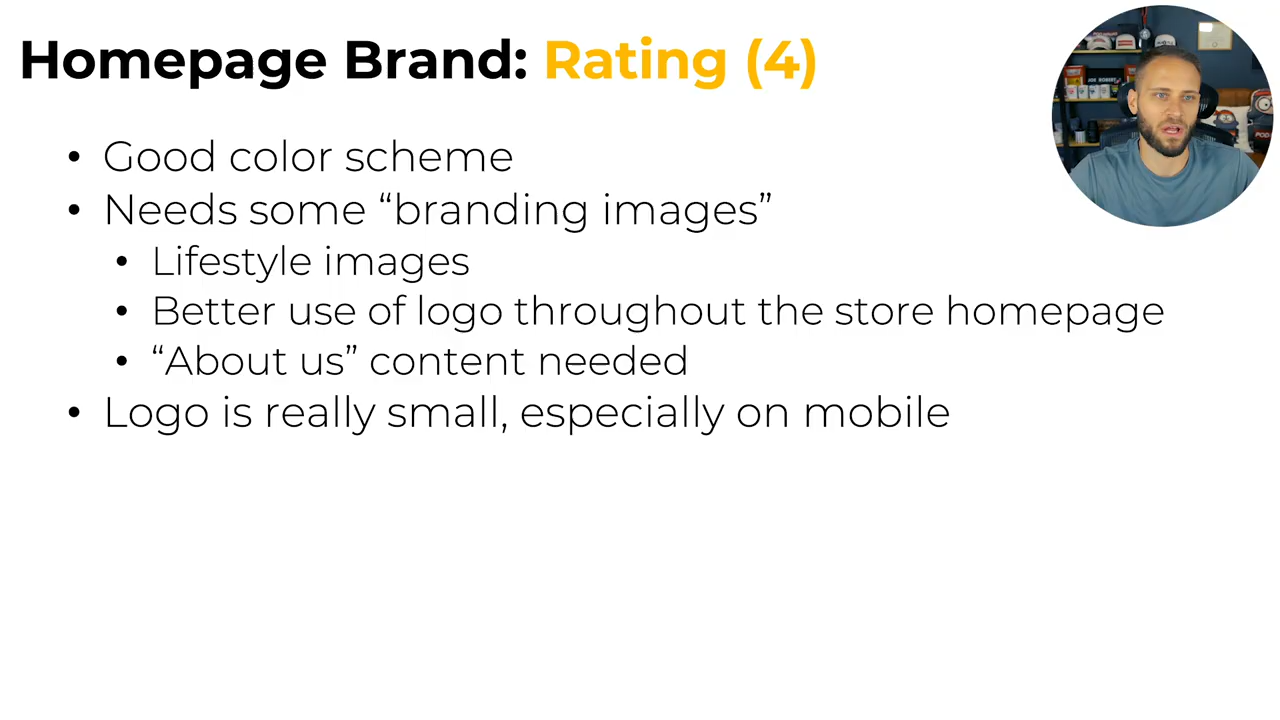 Homepage Brand: Rating (4)
• Good color scheme
• Needs some “branding images”
• Lifestyle images
• Better use of logo throughout the store homepage
• “About us” content needed
• Logo is really small, especially on mobile